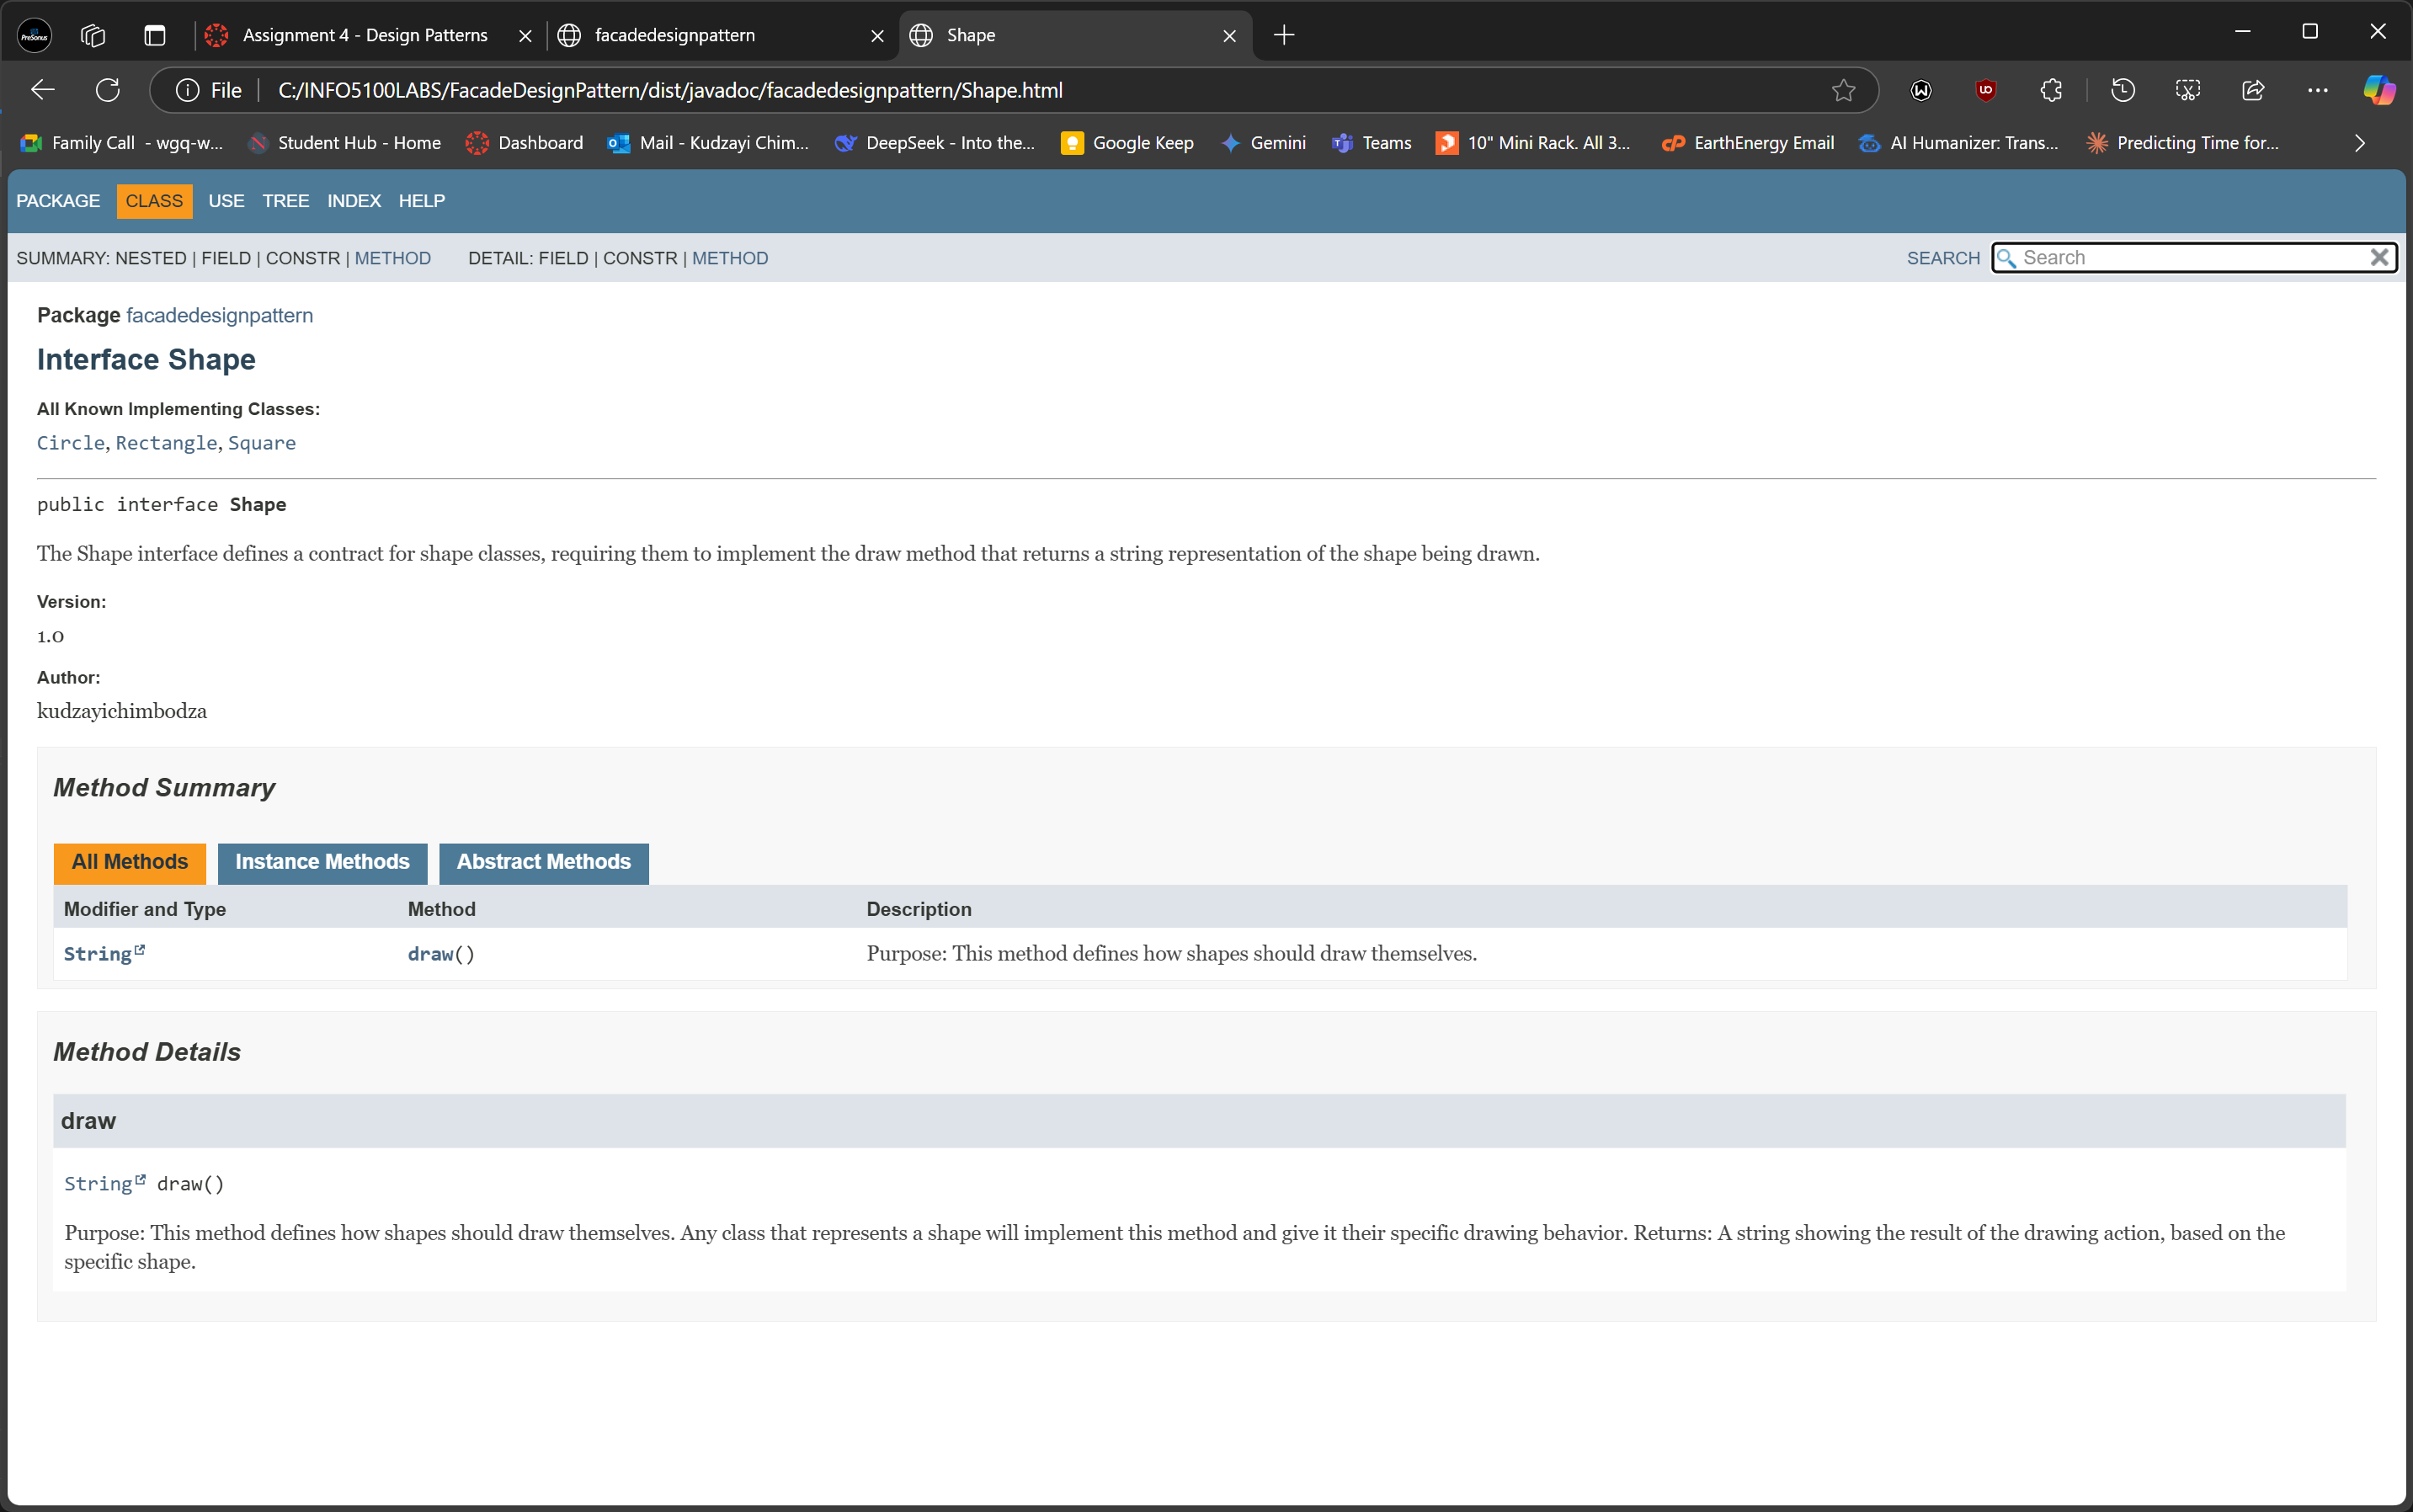 PreSonus
Assignment 4 - Design Patterns
facadedesignpattern
Shape
File
C:/INFO5100LABS/FacadeDesignPattern/dist/javadoc/facadedesignpattern/Shape.html
Family Call - wgq-w...
Student Hub - Home
Dashboard
Mail - Kudzayi Chim...
DeepSeek - Into the...
Google Keep
Gemini
Teams
10" Mini Rack. All 3...
EarthEnergy Email
AI Humanizer: Trans...
Predicting Time for...
PACKAGE CLASS USE TREE INDEX HELP
SUMMARY: NESTED | FIELD | CONSTR | METHOD DETAIL: FIELD | CONSTR | METHOD
SEARCH Search
Package facadedesignpattern
Interface Shape
All Known Implementing Classes:
Circle, Rectangle, Square
public interface Shape
The Shape interface defines a contract for shape classes, requiring them to implement the draw method that returns a string representation of the shape being drawn.
Version:
1.0
Author:
kudzayichimbodza
Method Summary
All Methods Instance Methods Abstract Methods
Modifier and Type Method Description
String draw() Purpose: This method defines how shapes should draw themselves.
Method Details
draw
String draw()
Purpose: This method defines how shapes should draw themselves. Any class that represents a shape will implement this method and give it their specific drawing behavior. Returns: A string showing the result of the drawing action, based on the
specific shape.